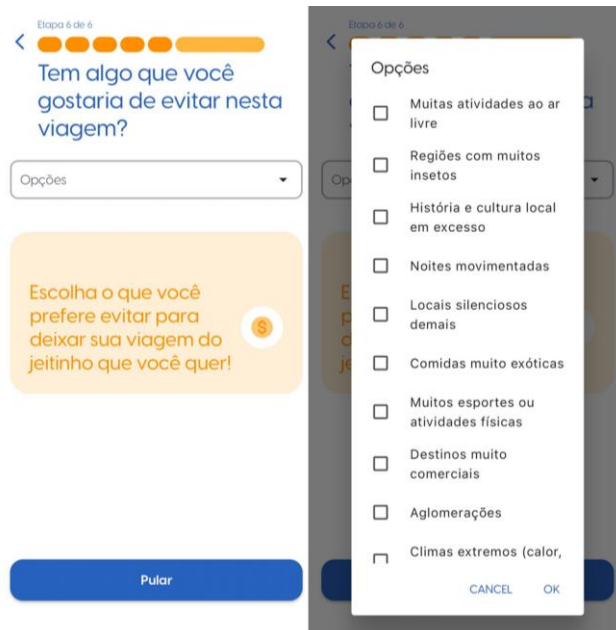 Etapa 6 de 6
Tem algo que você
gostaria de evitar nesta
viagem?
Opções
Escolha o que você
prefere evitar para
deixar sua viagem do
jeitinho que você quer!
$
Pular
Etapa 6 de 6
Opções
Muitas atividades ao ar
livre
Regiões com muitos
insetos
História e cultura local
em excesso
Noites movimentadas
Locais silenciosos
demais
Comidas muito exóticas
Muitos esportes ou
atividades físicas
Destinos muito
comerciais
Aglomerações
Climas extremos (calor,
CANCEL OK